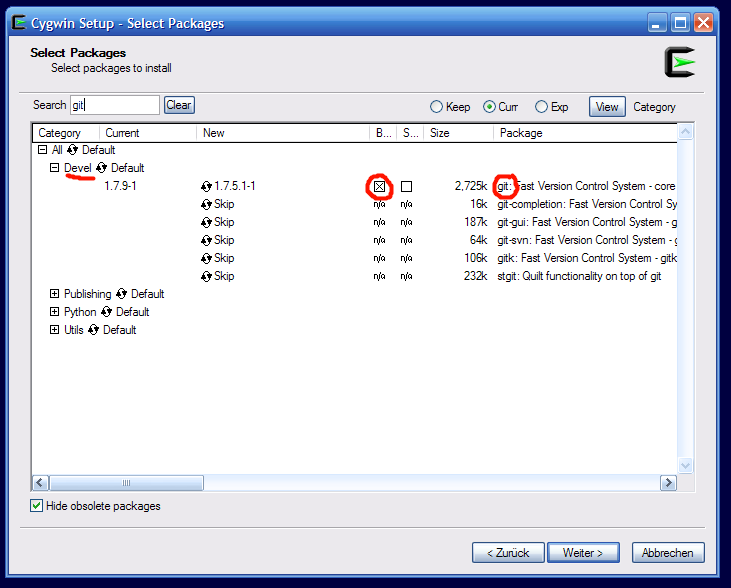 Cygwin Setup - Select Packages
Select Packages
Select packages to install
Search git Clear Keep Curr Exp View Category
Category Current New B... S... Size Package
All Default
Devel Default
1.7.9-1 1.7.5.1-1 2,725k git: Fast Version Control System - core
Skip n/a n/a 16k git-completion: Fast Version Control Sy
Skip n/a n/a 187k git-gui: Fast Version Control System - g
Skip n/a n/a 64k git-svn: Fast Version Control System - g
Skip n/a n/a 106k gitk: Fast Version Control System - gitk
Skip n/a n/a 232k stgit: Quilt functionality on top of git
Publishing Default
Python Default
Utils Default
Hide obsolete packages
< Zurück Weiter > Abbrechen